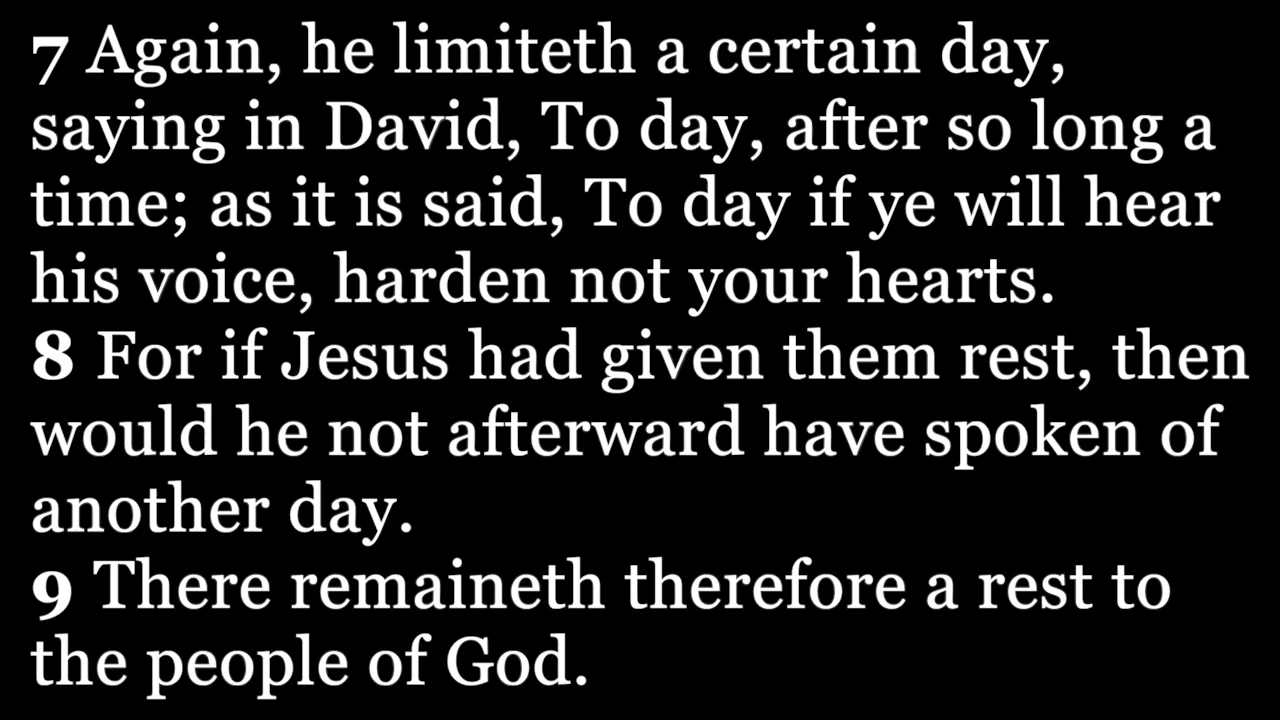 7 Again, he limiteth a certain day,
saying in David, To day, after so long a
time; as it is said, To day if ye will hear
his voice, harden not your hearts.
8 For if Jesus had given them rest, then
would he not afterward have spoken of
another day.
9 There remaineth therefore a rest to
the people of God.